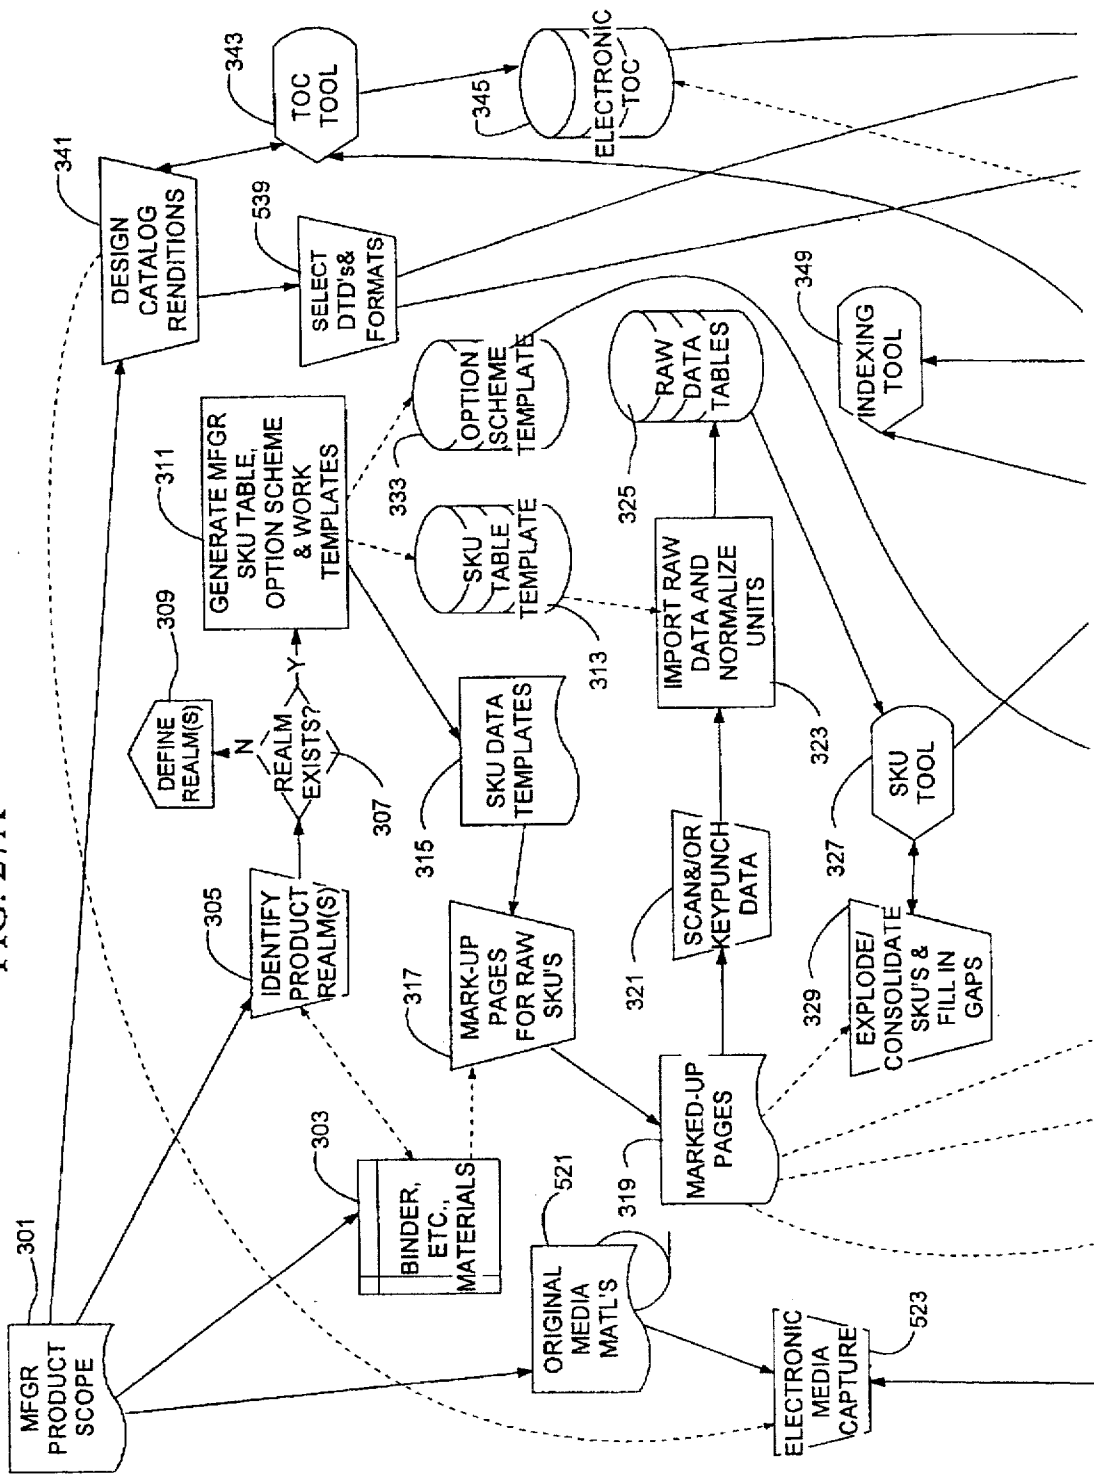 301
MFGR
PRODUCT
SCOPE
341
DESIGN
CATALOG
RENDITIONS
343
TOC
TOOL
539
SELECT
DTD's&
FORMATS
345
ELECTRONIC
TOC
311
GENERATE MFGR
SKU TABLE,
OPTION SCHEME
& WORK
TEMPLATES
309
DEFINE
REALM(S)
N
REALM
EXISTS?
Y
307
305
IDENTIFY
PRODUCT
REALM(S)
303
BINDER,
ETC.,
MATERIALS
333
OPTION
SCHEME
TEMPLATE
SKU
TABLE
TEMPLATE
313
315
SKU DATA
TEMPLATES
317
MARK-UP
PAGES
FOR RAW
SKU'S
521
ORIGINAL
MEDIA
MATL'S
319
MARKED-UP
PAGES
321
SCAN&/OR
KEYPUNCH
DATA
IMPORT RAW
DATA AND
NORMALIZE
UNITS
323
325
RAW
DATA
TABLES
349
INDEXING
TOOL
327
SKU
TOOL
329
EXPLODE/
CONSOLIDATE
SKU'S &
FILL IN
GAPS
ELECTRONIC
MEDIA
CAPTURE
523